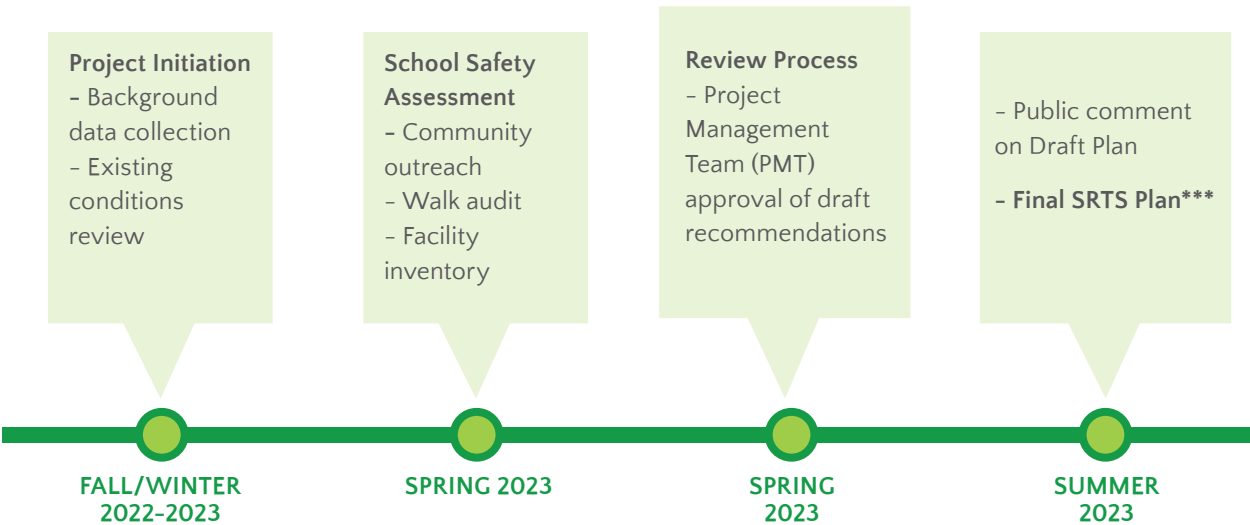 Project Initiation
- Background
data collection
- Existing
conditions
review
School Safety
Assessment
- Community
outreach
- Walk audit
- Facility
inventory
Review Process
- Project
Management
Team (PMT)
approval of draft
recommendations
- Public comment
on Draft Plan
- Final SRTS Plan***
FALL/WINTER
2022-2023
SPRING 2023
SPRING
2023
SUMMER
2023